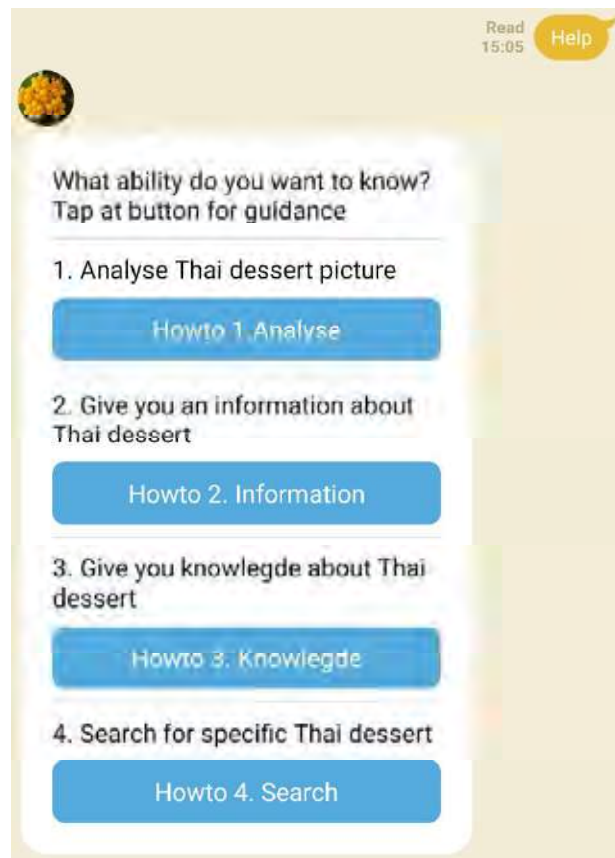 Read
15:05
Help
What ability do you want to know?
Tap at button for guidance
1. Analyse Thai dessert picture
Howto 1.Analyse
2. Give you an information about
Thai dessert
Howto 2. Information
3. Give you knowlegde about Thai
dessert
Howto 3. Knowlegde
4. Search for specific Thai dessert
Howto 4. Search